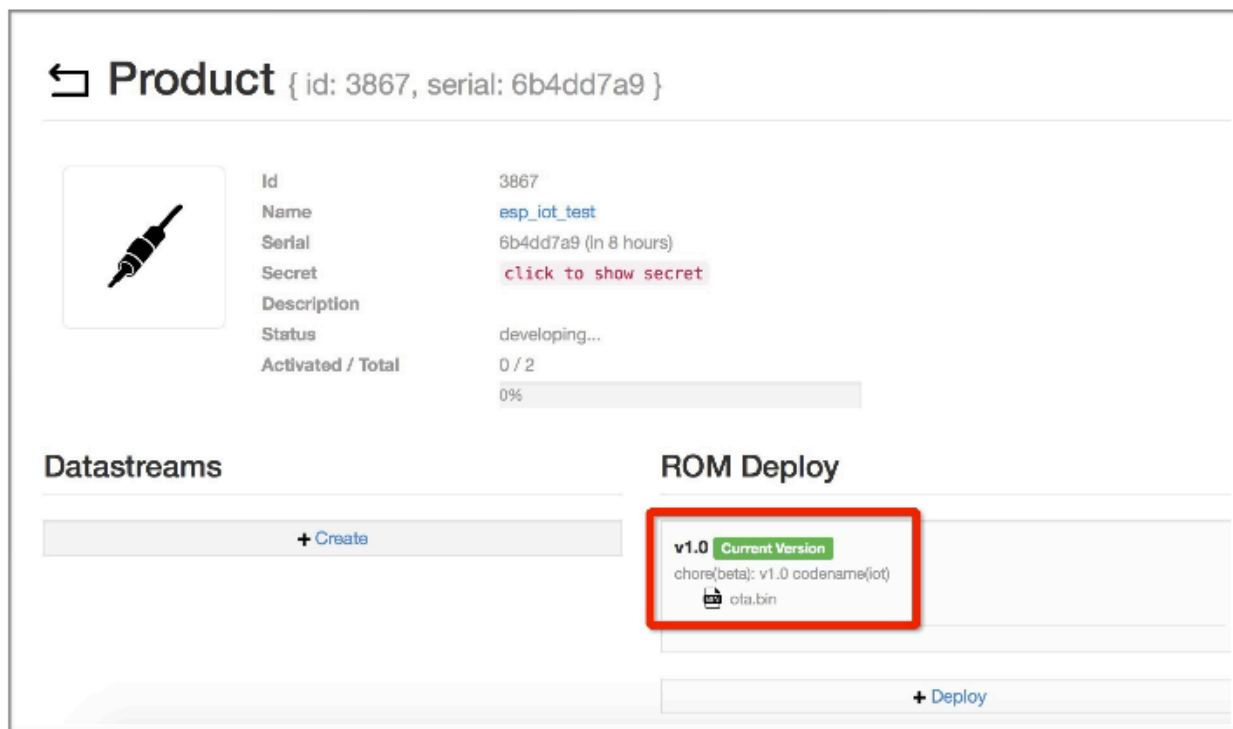 Product { id: 3867, serial: 6b4dd7a9 }
Id 3867
Name esp_iot_test
Serial 6b4dd7a9 (In 8 hours)
Secret click to show secret
Description
Status developing...
Activated / Total 0 / 2
0%
Datastreams
+ Create
ROM Deploy
v1.0 Current Version
chore(beta): v1.0 codename(iot)
ota.bin
+ Deploy